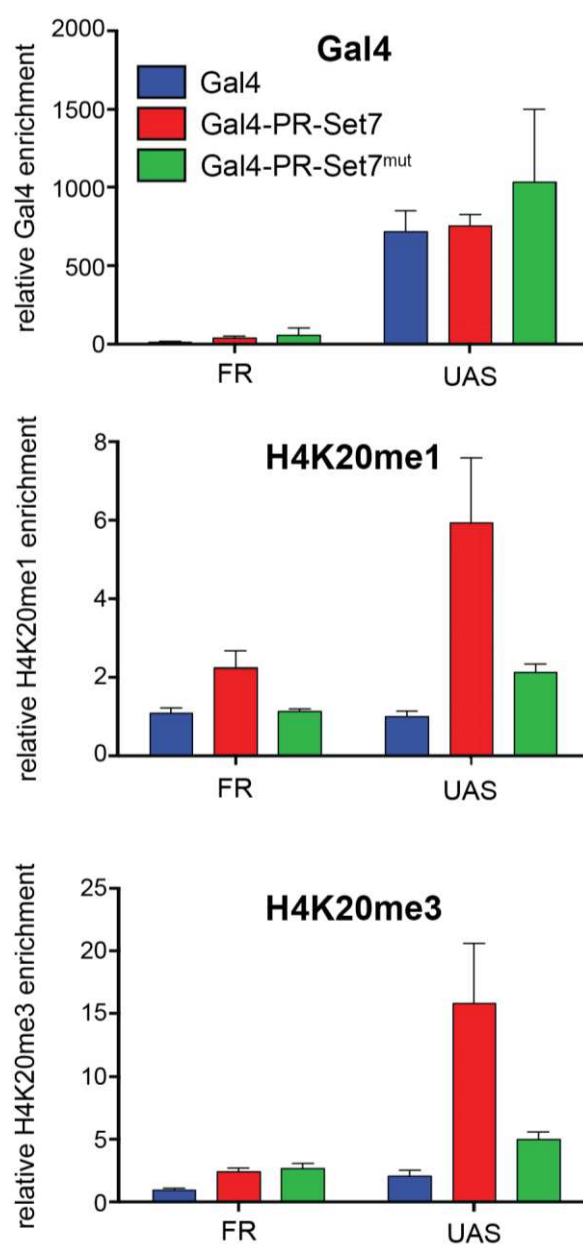 Gal4
relative Gal4 enrichment
2000
1500
1000
500
0
Gal4
Gal4-PR-Set7
Gal4-PR-Set7mut
FR UAS
H4K20me1
relative H4K20me1 enrichment
8
6
4
2
0
FR UAS
H4K20me3
relative H4K20me3 enrichment
25
20
15
10
5
0
FR UAS